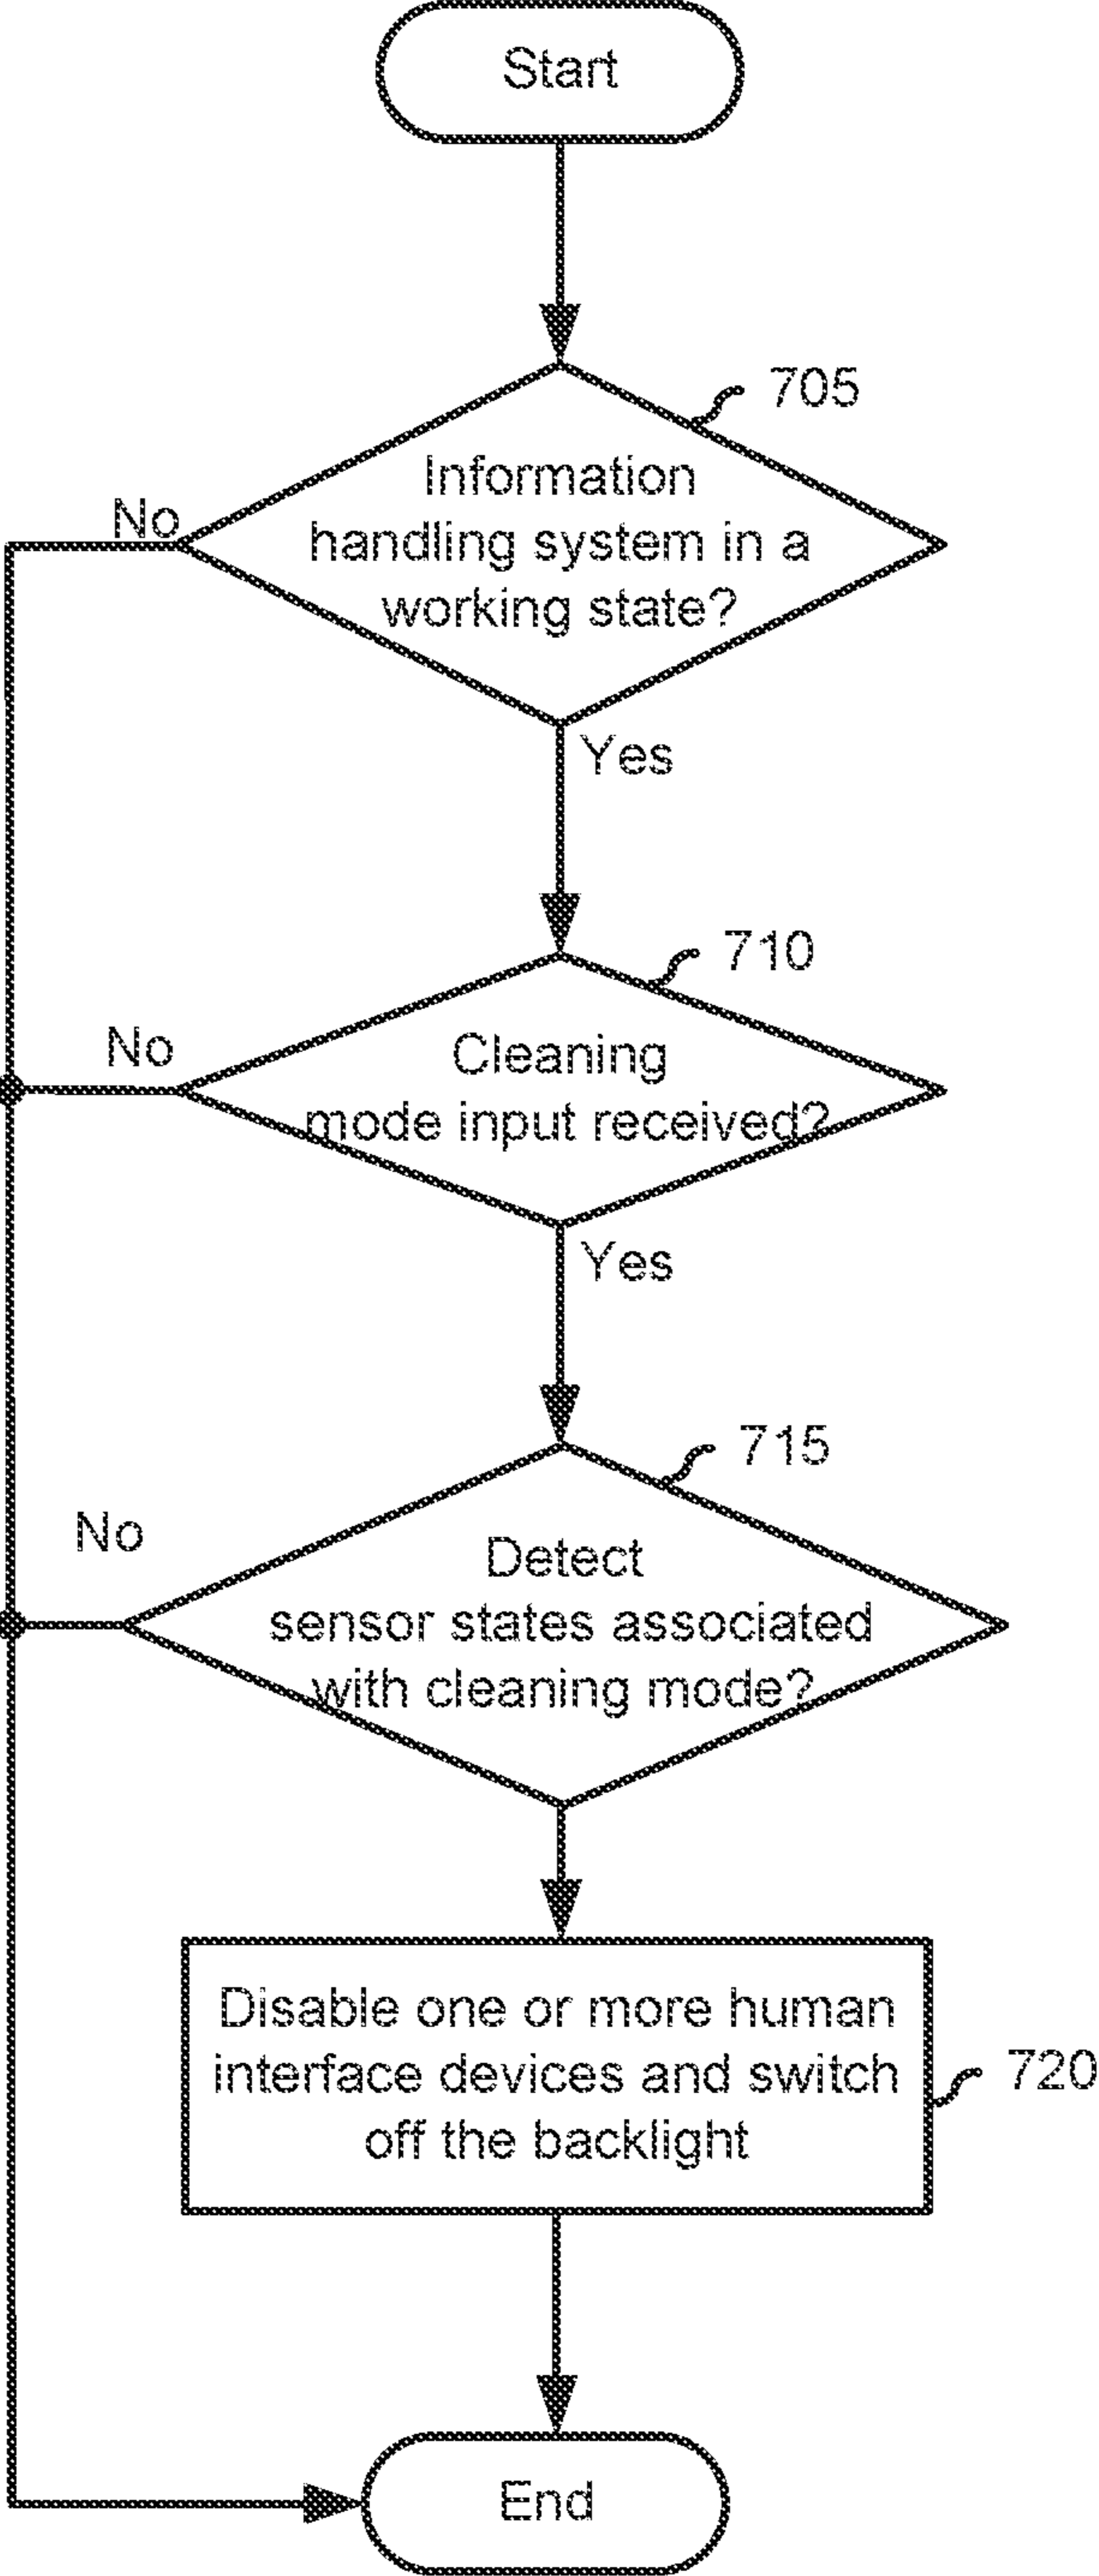 Start
705
Information
handling system in a
working state?
No
Yes
710
Cleaning
mode input received?
No
Yes
715
Detect
sensor states associated
with cleaning mode?
No
Disable one or more human
interface devices and switch
off the backlight
720
End